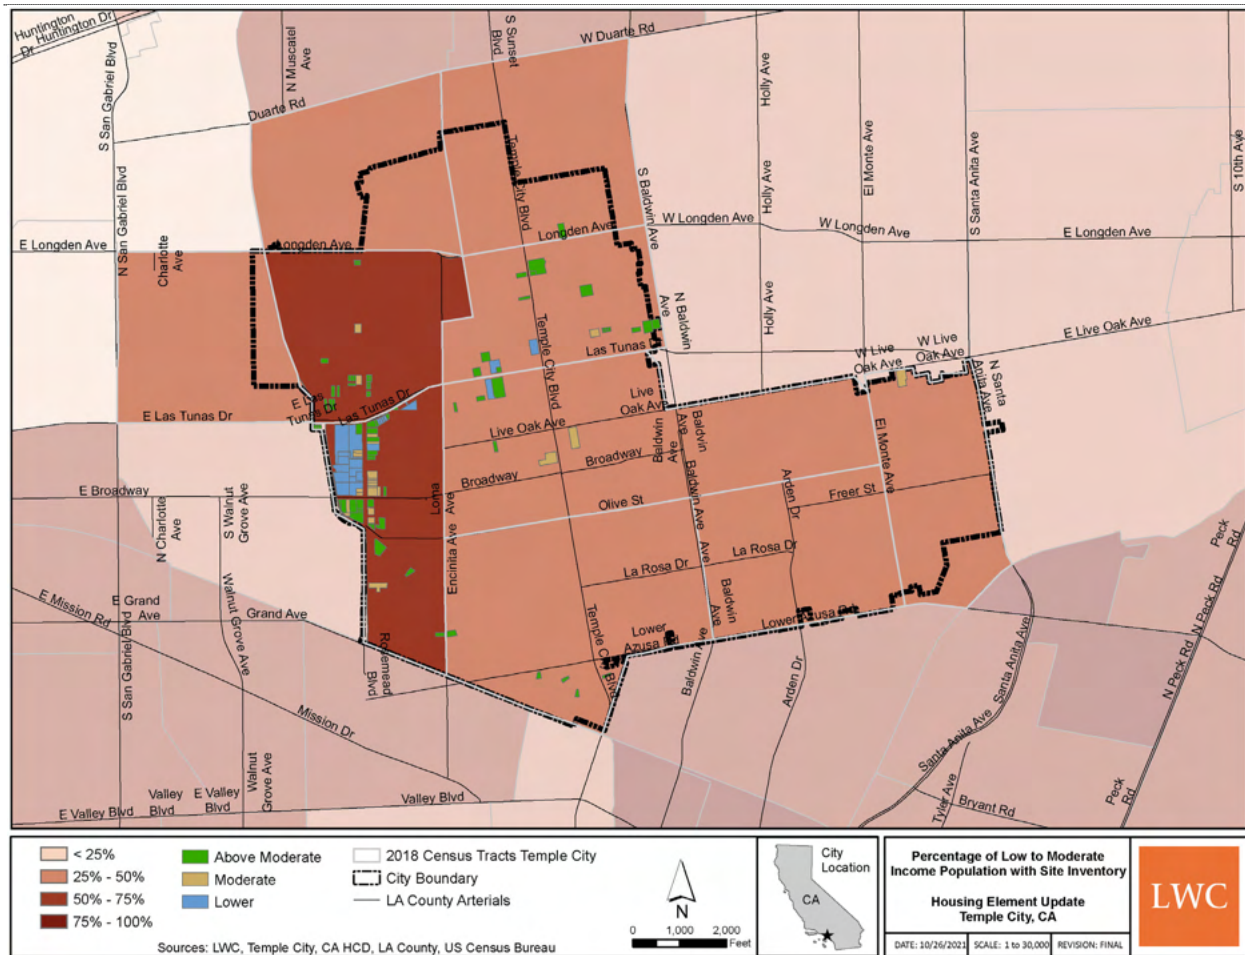 Huntington Dr
Huntington Dr
S San Gabriel Blvd
N Muscatel Ave
S Sunset Blvd
W Duarte Rd
Duarte Rd
Holly Ave
El Monte Ave
S Santa Anita Ave
S 10th Ave
N San Gabriel Blvd
Temple City Blvd
S Baldwin Ave
Holly Ave
E Longden Ave
Charlotte Ave
Longden Ave
Longden Ave
W Longden Ave
W Longden Ave
E Longden Ave
N Baldwin Ave
Holly Ave
E Live Oak Ave
Temple City Blvd
Las Tunas D
W Live Oak Ave
W Live Oak Ave
N Santa Anita Ave
E Las Tunas Dr
E Las Tunas Dr
Las Tunas Dr
Live Oak Ave
Live Oak Ave
Baldwin Ave
Baldwin Ave
El Monte Ave
Broadway
Broadway
E Broadway
N Charlotte Ave
S Walnut Grove Ave
Loma Ave
Encinita Ave
Olive St
Baldwin Ave
Arden Dr
Freer St
La Rosa Dr
La Rosa Dr
Peck Rd
N Peck Rd
E Mission Rd
E Grand Ave
Grand Ave
Walnut Grove Ave
S San Gabriel Blvd
Rosemead Blvd
Temple City Blvd
Lower Azusa Rd
Baldwin Ave
Lower Azusa Rd
Baldwin Ave
Arden Dr
Santa Anita Ave
Santa Anita Ave
N Peck Rd
Mission Dr
Walnut Grove Ave
E Valley Blvd
Valley Blvd
E Valley Blvd
Valley Blvd
Tyler Ave
Bryant Rd
Peck Rd
< 25%
25% - 50%
50% - 75%
75% - 100%
Above Moderate
Moderate
Lower
2018 Census Tracts Temple City
City Boundary
LA County Arterials
Sources: LWC, Temple City, CA HCD, LA County, US Census Bureau
N
0 1,000 2,000
Feet
City Location
CA
Percentage of Low to Moderate
Income Population with Site Inventory
Housing Element Update
Temple City, CA
DATE: 10/26/2021 SCALE: 1 to 30,000 REVISION: FINAL
LWC